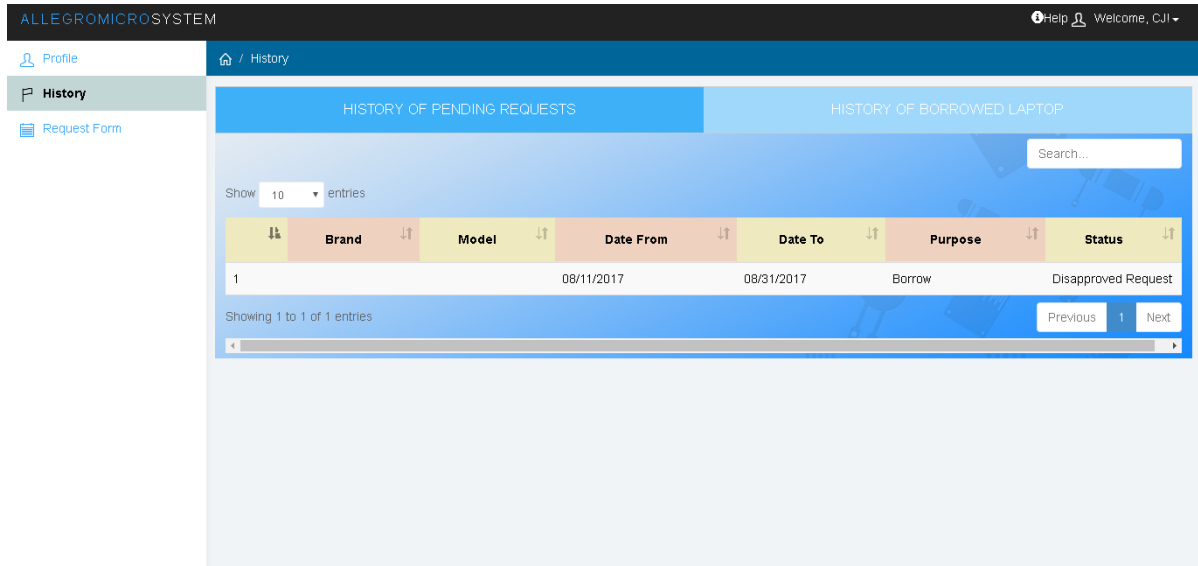 ALLEGROMICROSYSTEM
Help Welcome, CJ!
Profile
History
Request Form
/ History
HISTORY OF PENDING REQUESTS HISTORY OF BORROWED LAPTOP
Search...
Show 10 entries
Brand Model Date From Date To Purpose Status
1 08/11/2017 08/31/2017 Borrow Disapproved Request
Showing 1 to 1 of 1 entries
Previous 1 Next